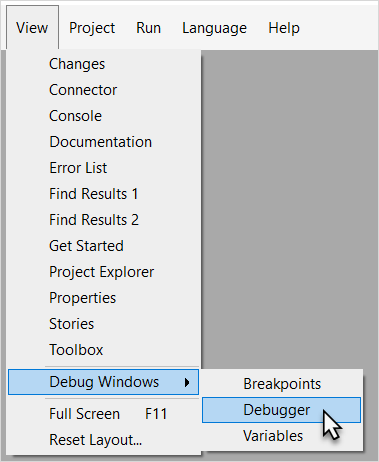 View Project Run Language Help
Changes
Connector
Console
Documentation
Error List
Find Results 1
Find Results 2
Get Started
Project Explorer
Properties
Stories
Toolbox
Debug Windows
Breakpoints
Debugger
Variables
Full Screen F11
Reset Layout...